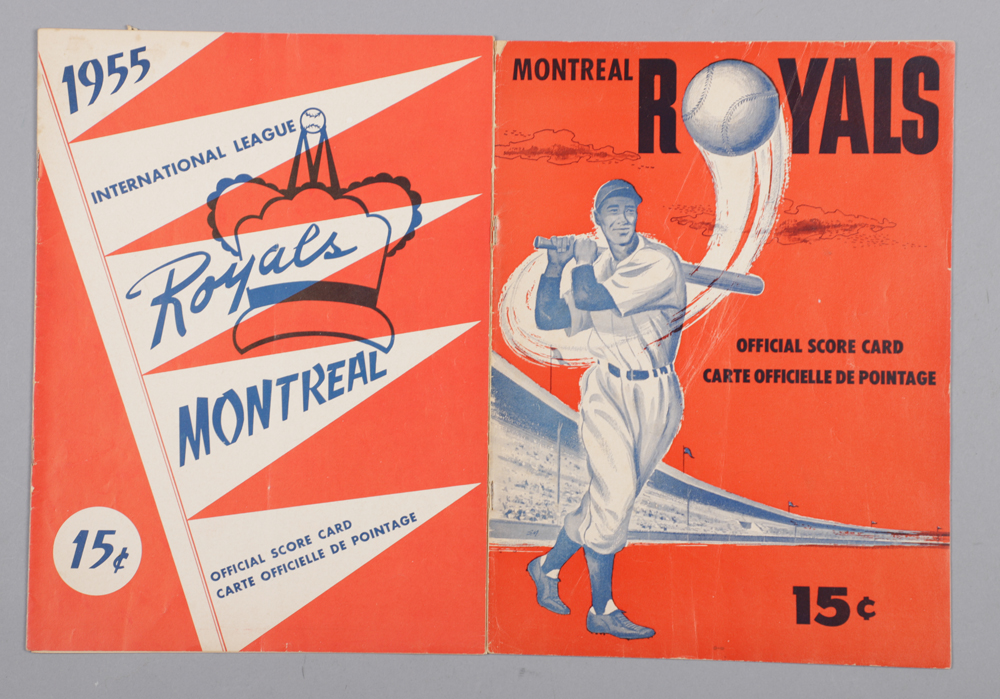 1955
INTERNATIONAL LEAGUE
Royals
MONTREAL
15¢
OFFICIAL SCORE CARD
CARTE OFFICIELLE DE POINTAGE
MONTREAL ROYALS
OFFICIAL SCORE CARD
CARTE OFFICIELLE DE POINTAGE
15¢